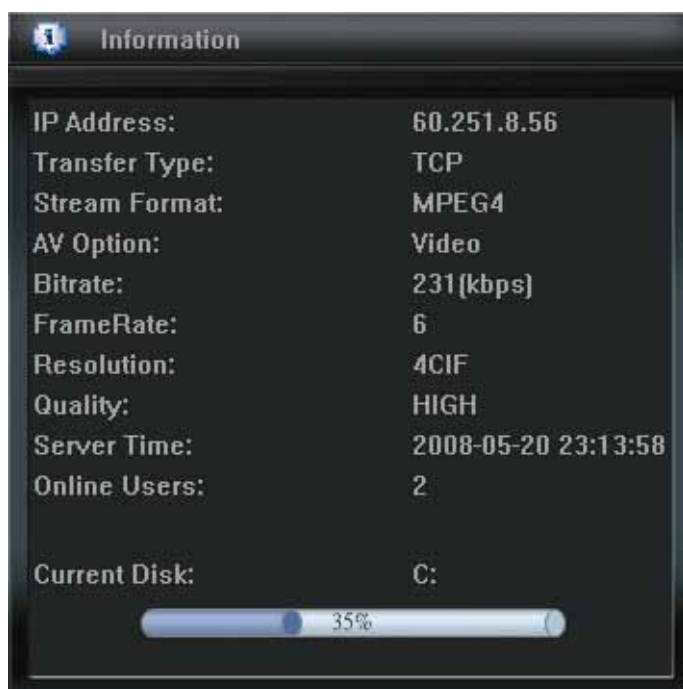 Information
IP Address: 60.251.8.56
Transfer Type: TCP
Stream Format: MPEG4
AV Option: Video
Bitrate: 231(kbps)
FrameRate: 6
Resolution: 4CIF
Quality: HIGH
Server Time: 2008-05-20 23:13:58
Online Users: 2
Current Disk: C:
35%